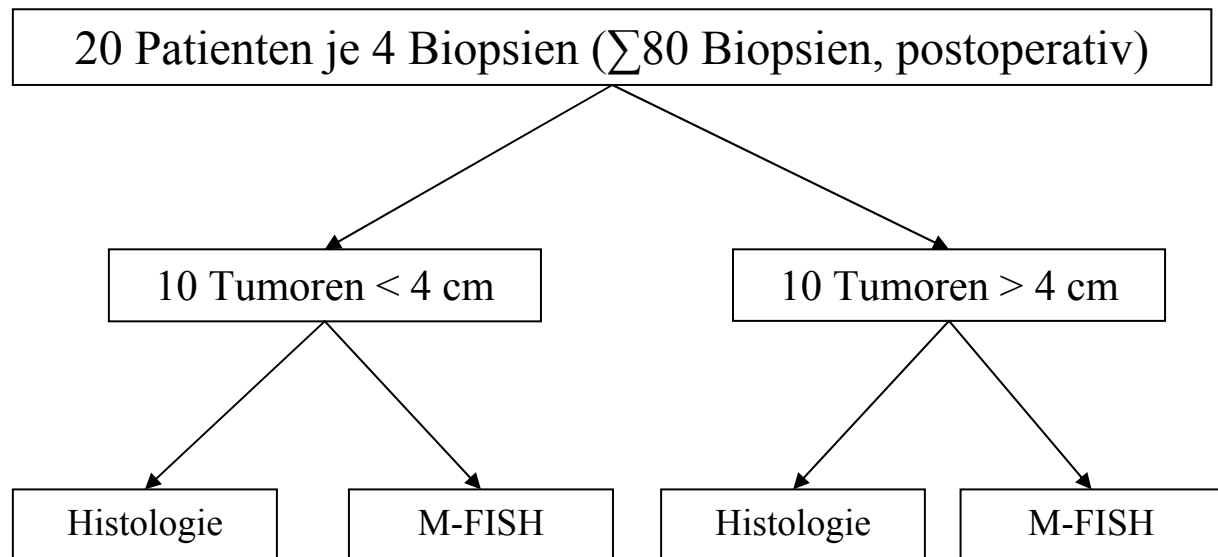 20 Patienten je 4 Biopsien (∑80 Biopsien, postoperativ)
10 Tumoren < 4 cm
10 Tumoren > 4 cm
Histologie
M-FISH
Histologie
M-FISH